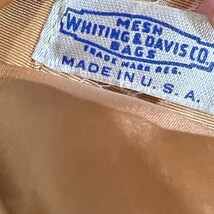 MESH
WHITING & DAVIS CO.
BAGS
TRADE MARK REG.
MADE IN U.S.A.